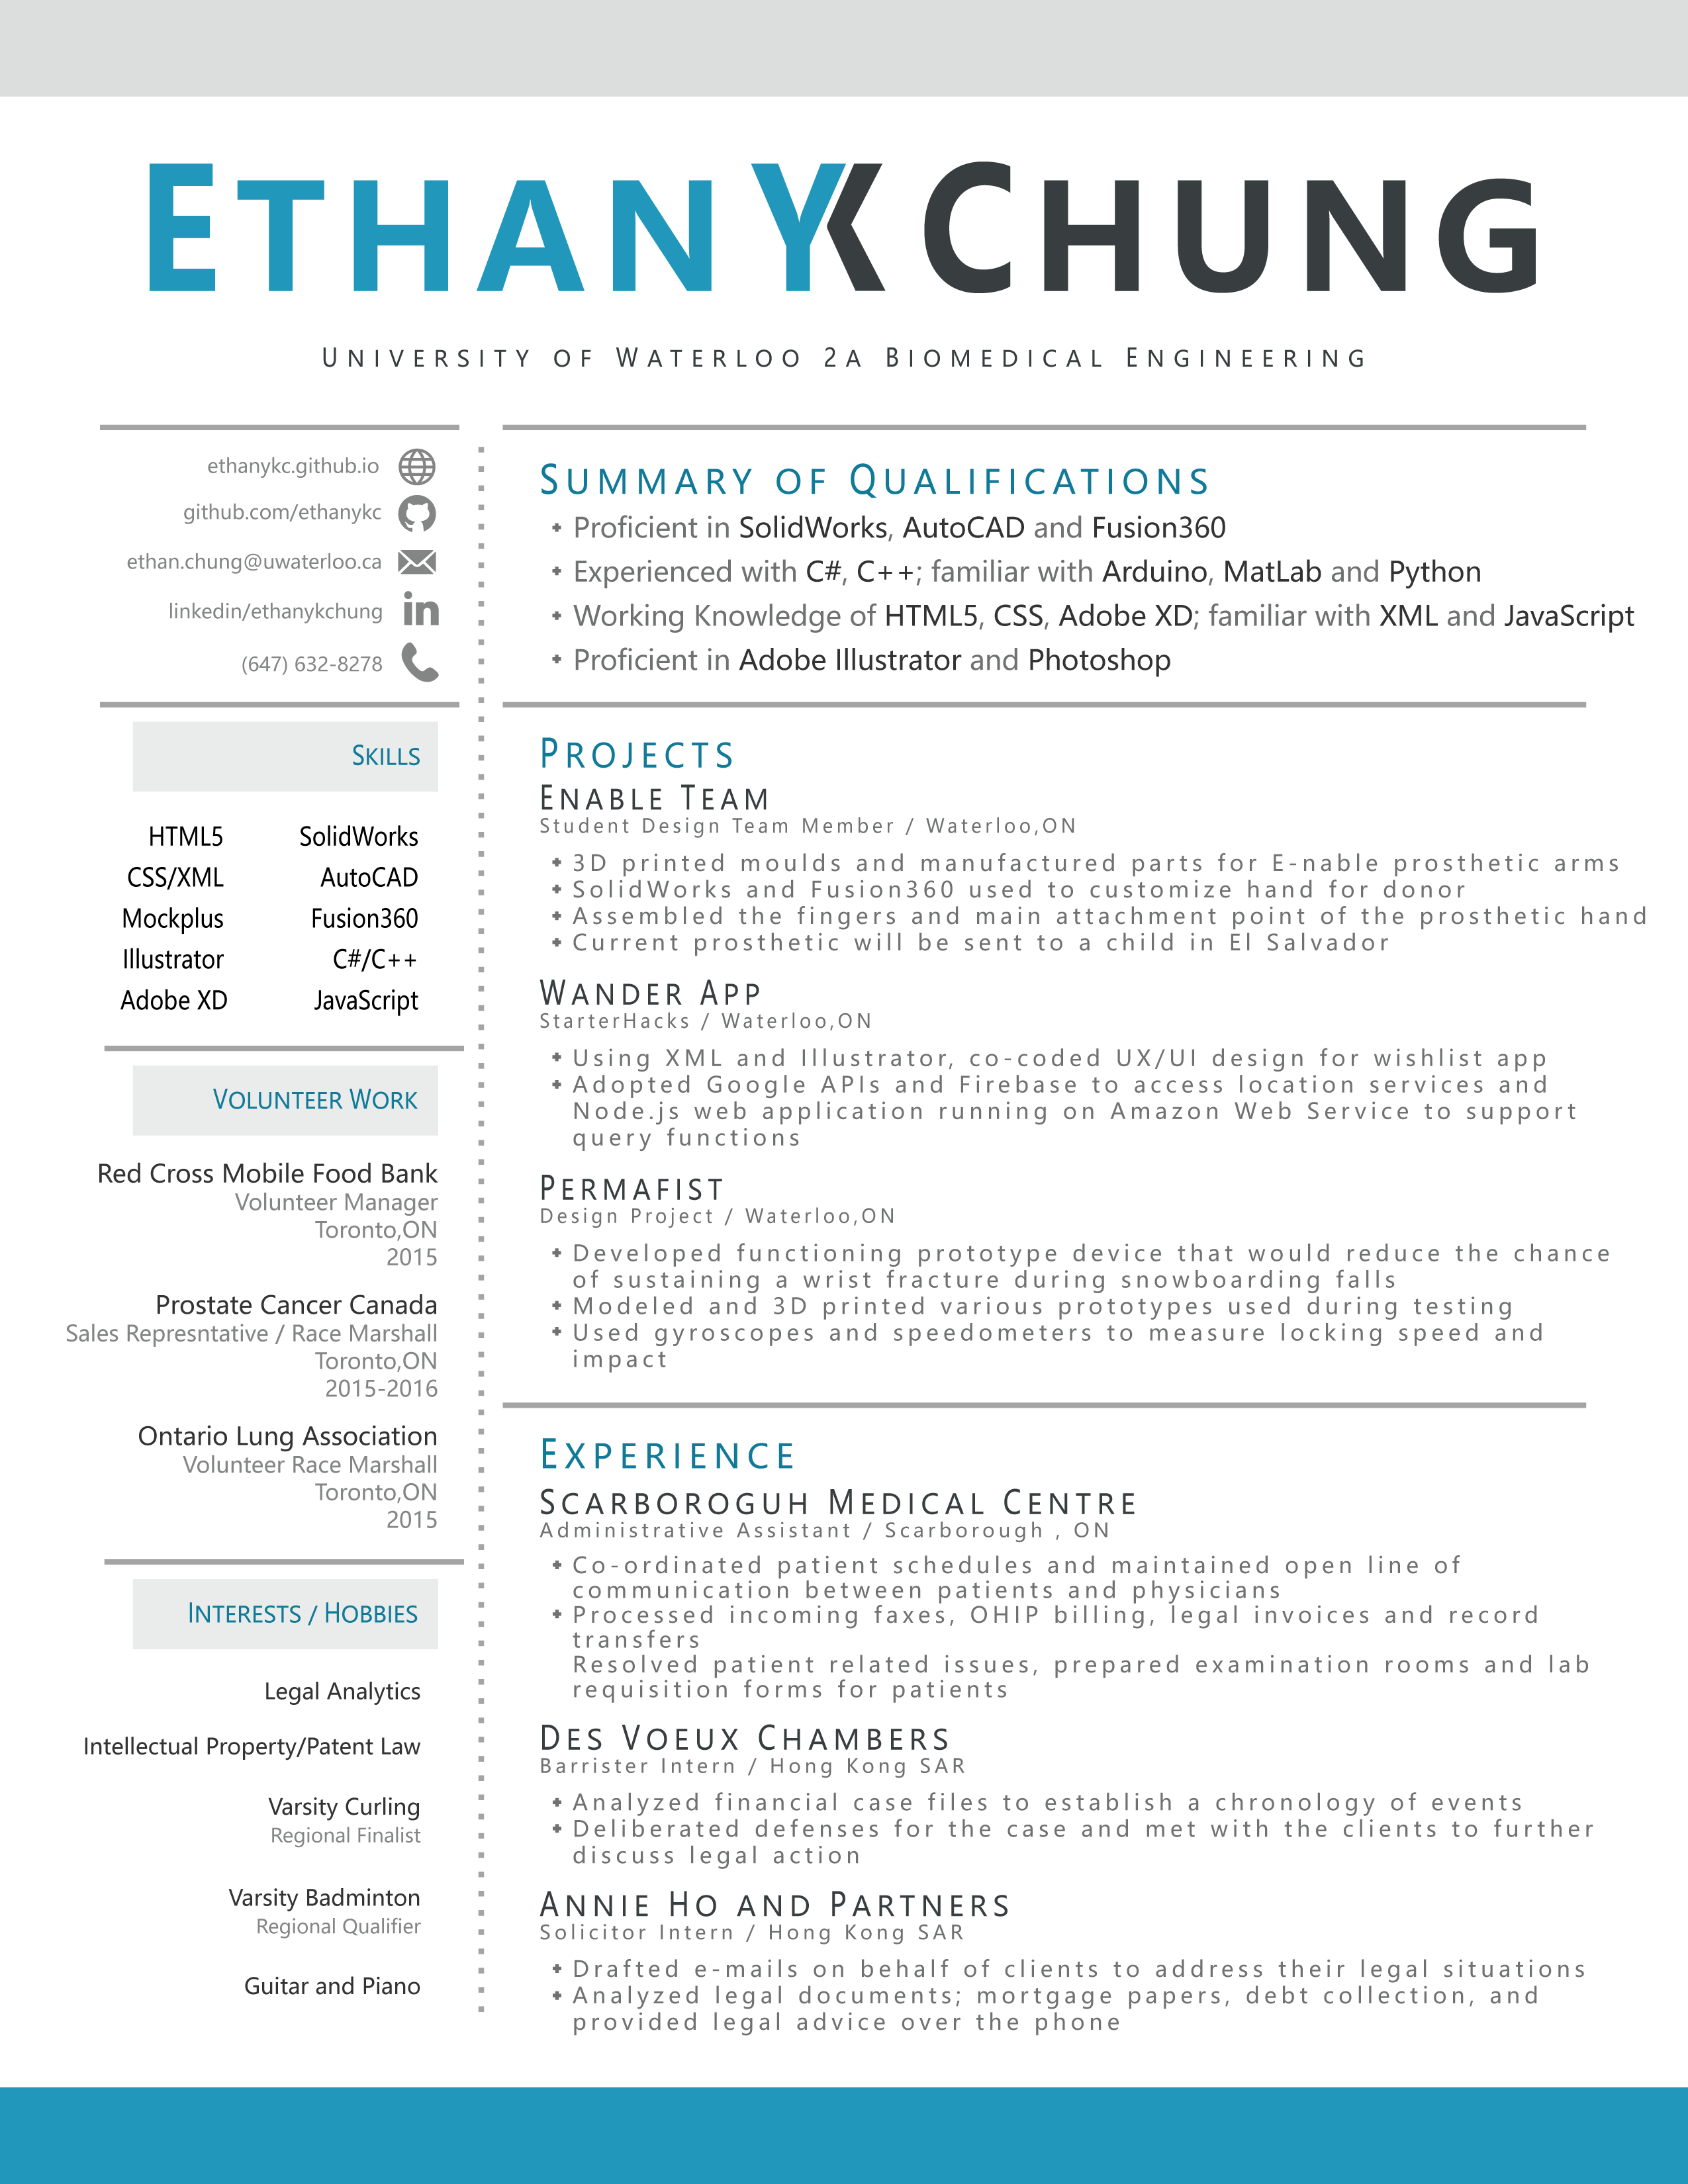 ETHAN YK CHUNG
UNIVERSITY OF WATERLOO 2A BIOMEDICAL ENGINEERING
ethanykc.github.io
github.com/ethanykc
ethan.chung@uwaterloo.ca
linkedin/ethanykchung
(647) 632-8278
SKILLS
HTML5 SolidWorks
CSS/XML AutoCAD
Mockplus Fusion360
Illustrator C#/C++
Adobe XD JavaScript
VOLUNTEER WORK
Red Cross Mobile Food Bank
Volunteer Manager
Toronto,ON
2015
Prostate Cancer Canada
Sales Represntative / Race Marshall
Toronto,ON
2015-2016
Ontario Lung Association
Volunteer Race Marshall
Toronto,ON
2015
INTERESTS / HOBBIES
Legal Analytics
Intellectual Property/Patent Law
Varsity Curling
Regional Finalist
Varsity Badminton
Regional Qualifier
Guitar and Piano
SUMMARY OF QUALIFICATIONS
Proficient in SolidWorks, AutoCAD and Fusion360
Experienced with C#, C++; familiar with Arduino, MatLab and Python
Working Knowledge of HTML5, CSS, Adobe XD; familiar with XML and JavaScript
Proficient in Adobe Illustrator and Photoshop
PROJECTS
ENABLE TEAM
Student Design Team Member / Waterloo,ON
3D printed moulds and manufactured parts for E-nable prosthetic arms
SolidWorks and Fusion360 used to customize hand for donor
Assembled the fingers and main attachment point of the prosthetic hand
Current prosthetic will be sent to a child in El Salvador
WANDER APP
StarterHacks / Waterloo,ON
Using XML and Illustrator, co-coded UX/UI design for wishlist app
Adopted Google APIs and Firebase to access location services and
Node.js web application running on Amazon Web Service to support
query functions
PERMAFIST
Design Project / Waterloo,ON
Developed functioning prototype device that would reduce the chance
of sustaining a wrist fracture during snowboarding falls
Modeled and 3D printed various prototypes used during testing
Used gyroscopes and speedometers to measure locking speed and
impact
EXPERIENCE
SCARBOROGUH MEDICAL CENTRE
Administrative Assistant / Scarborough , ON
Co-ordinated patient schedules and maintained open line of
communication between patients and physicians
Processed incoming faxes, OHIP billing, legal invoices and record
transfers
Resolved patient related issues, prepared examination rooms and lab
requisition forms for patients
DES VOEUX CHAMBERS
Barrister Intern / Hong Kong SAR
Analyzed financial case files to establish a chronology of events
Deliberated defenses for the case and met with the clients to further
discuss legal action
ANNIE HO AND PARTNERS
Solicitor Intern / Hong Kong SAR
Drafted e-mails on behalf of clients to address their legal situations
Analyzed legal documents; mortgage papers, debt collection, and
provided legal advice over the phone